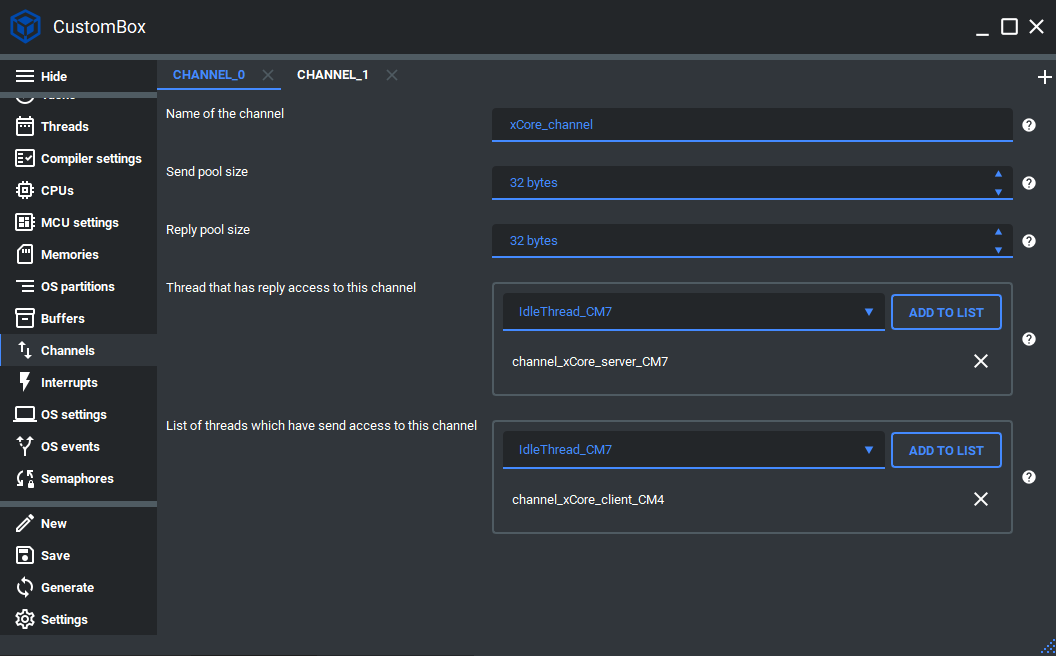 CustomBox
Hide
CHANNEL_0
CHANNEL_1
Threads
Compiler settings
CPUs
MCU settings
Memories
OS partitions
Buffers
Channels
Interrupts
OS settings
OS events
Semaphores
New
Save
Generate
Settings
Name of the channel
xCore_channel
?
Send pool size
32 bytes
?
Reply pool size
32 bytes
?
Thread that has reply access to this channel
IdleThread_CM7
ADD TO LIST
channel_xCore_server_CM7
?
List of threads which have send access to this channel
IdleThread_CM7
ADD TO LIST
channel_xCore_client_CM4
?